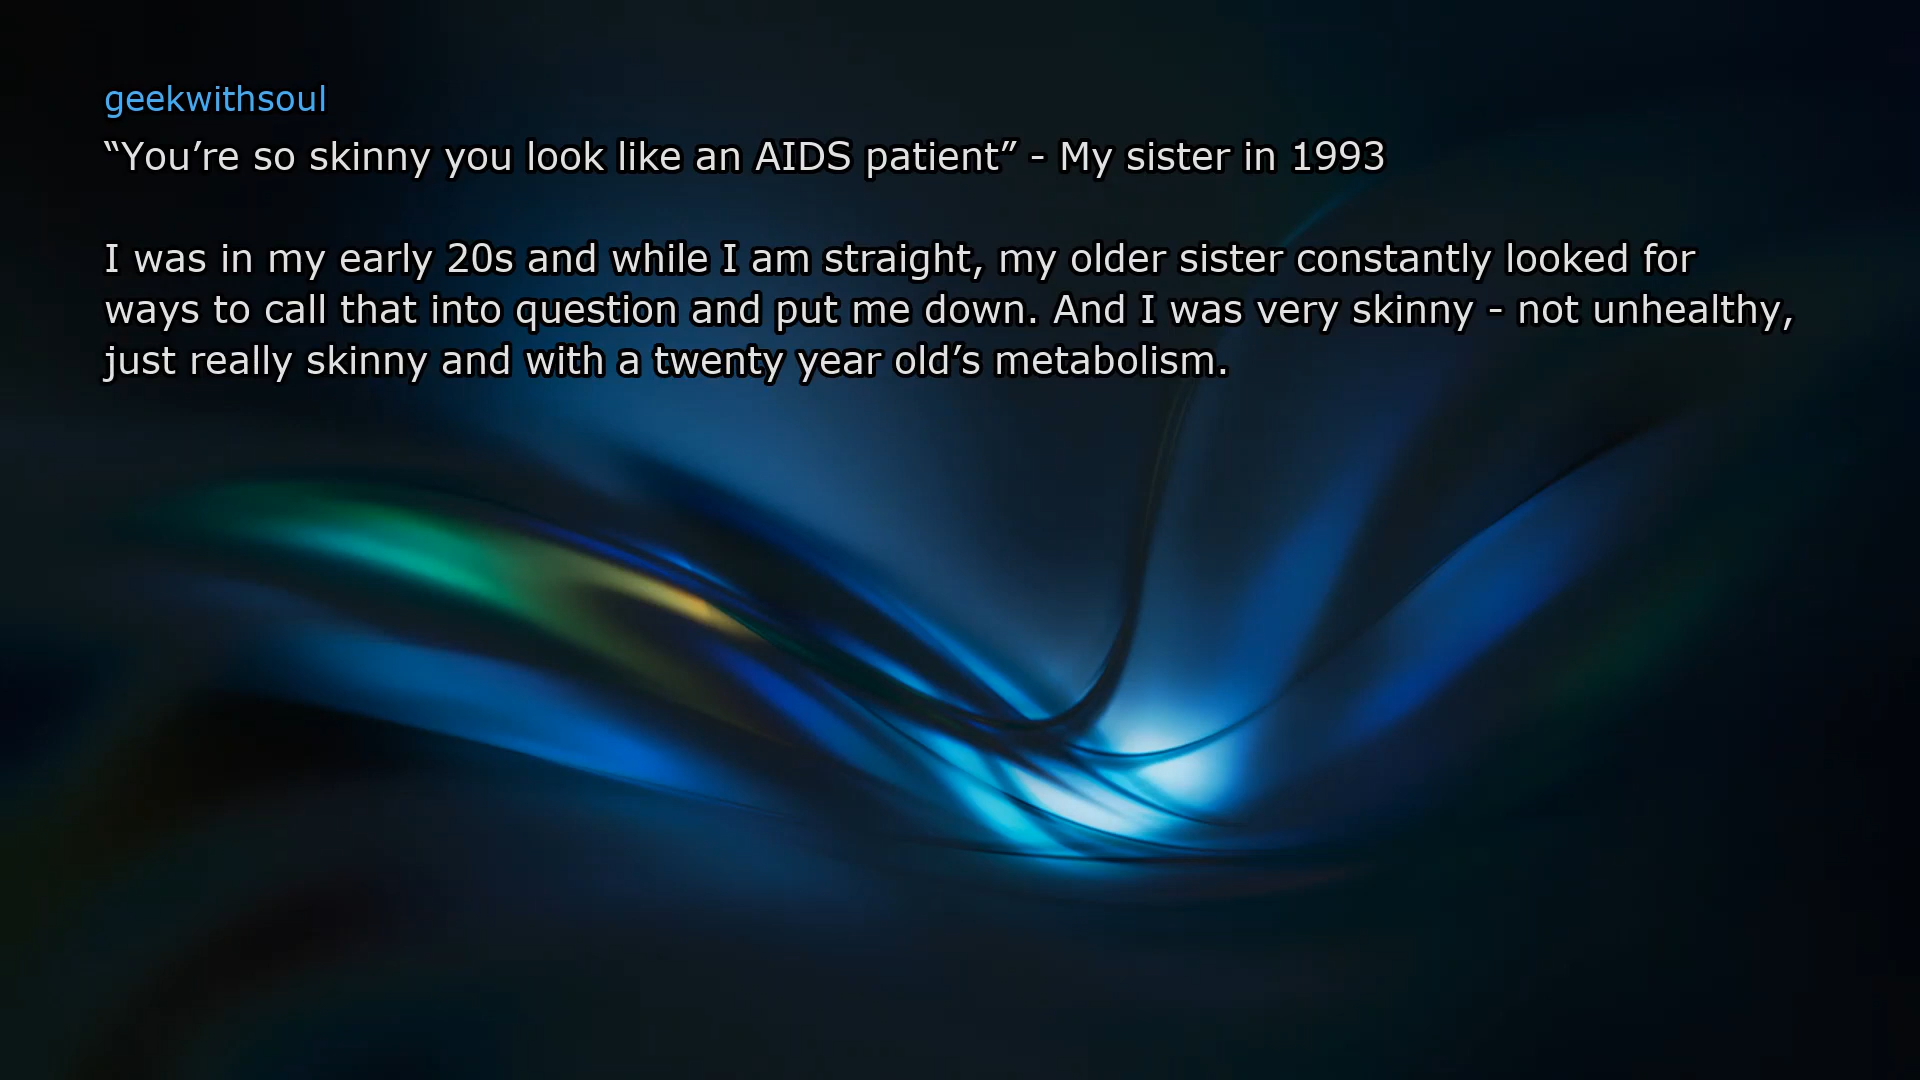 geekwithsoul
“You’re so skinny you look like an AIDS patient” - My sister in 1993
I was in my early 20s and while I am straight, my older sister constantly looked for
ways to call that into question and put me down. And I was very skinny - not unhealthy,
just really skinny and with a twenty year old’s metabolism.